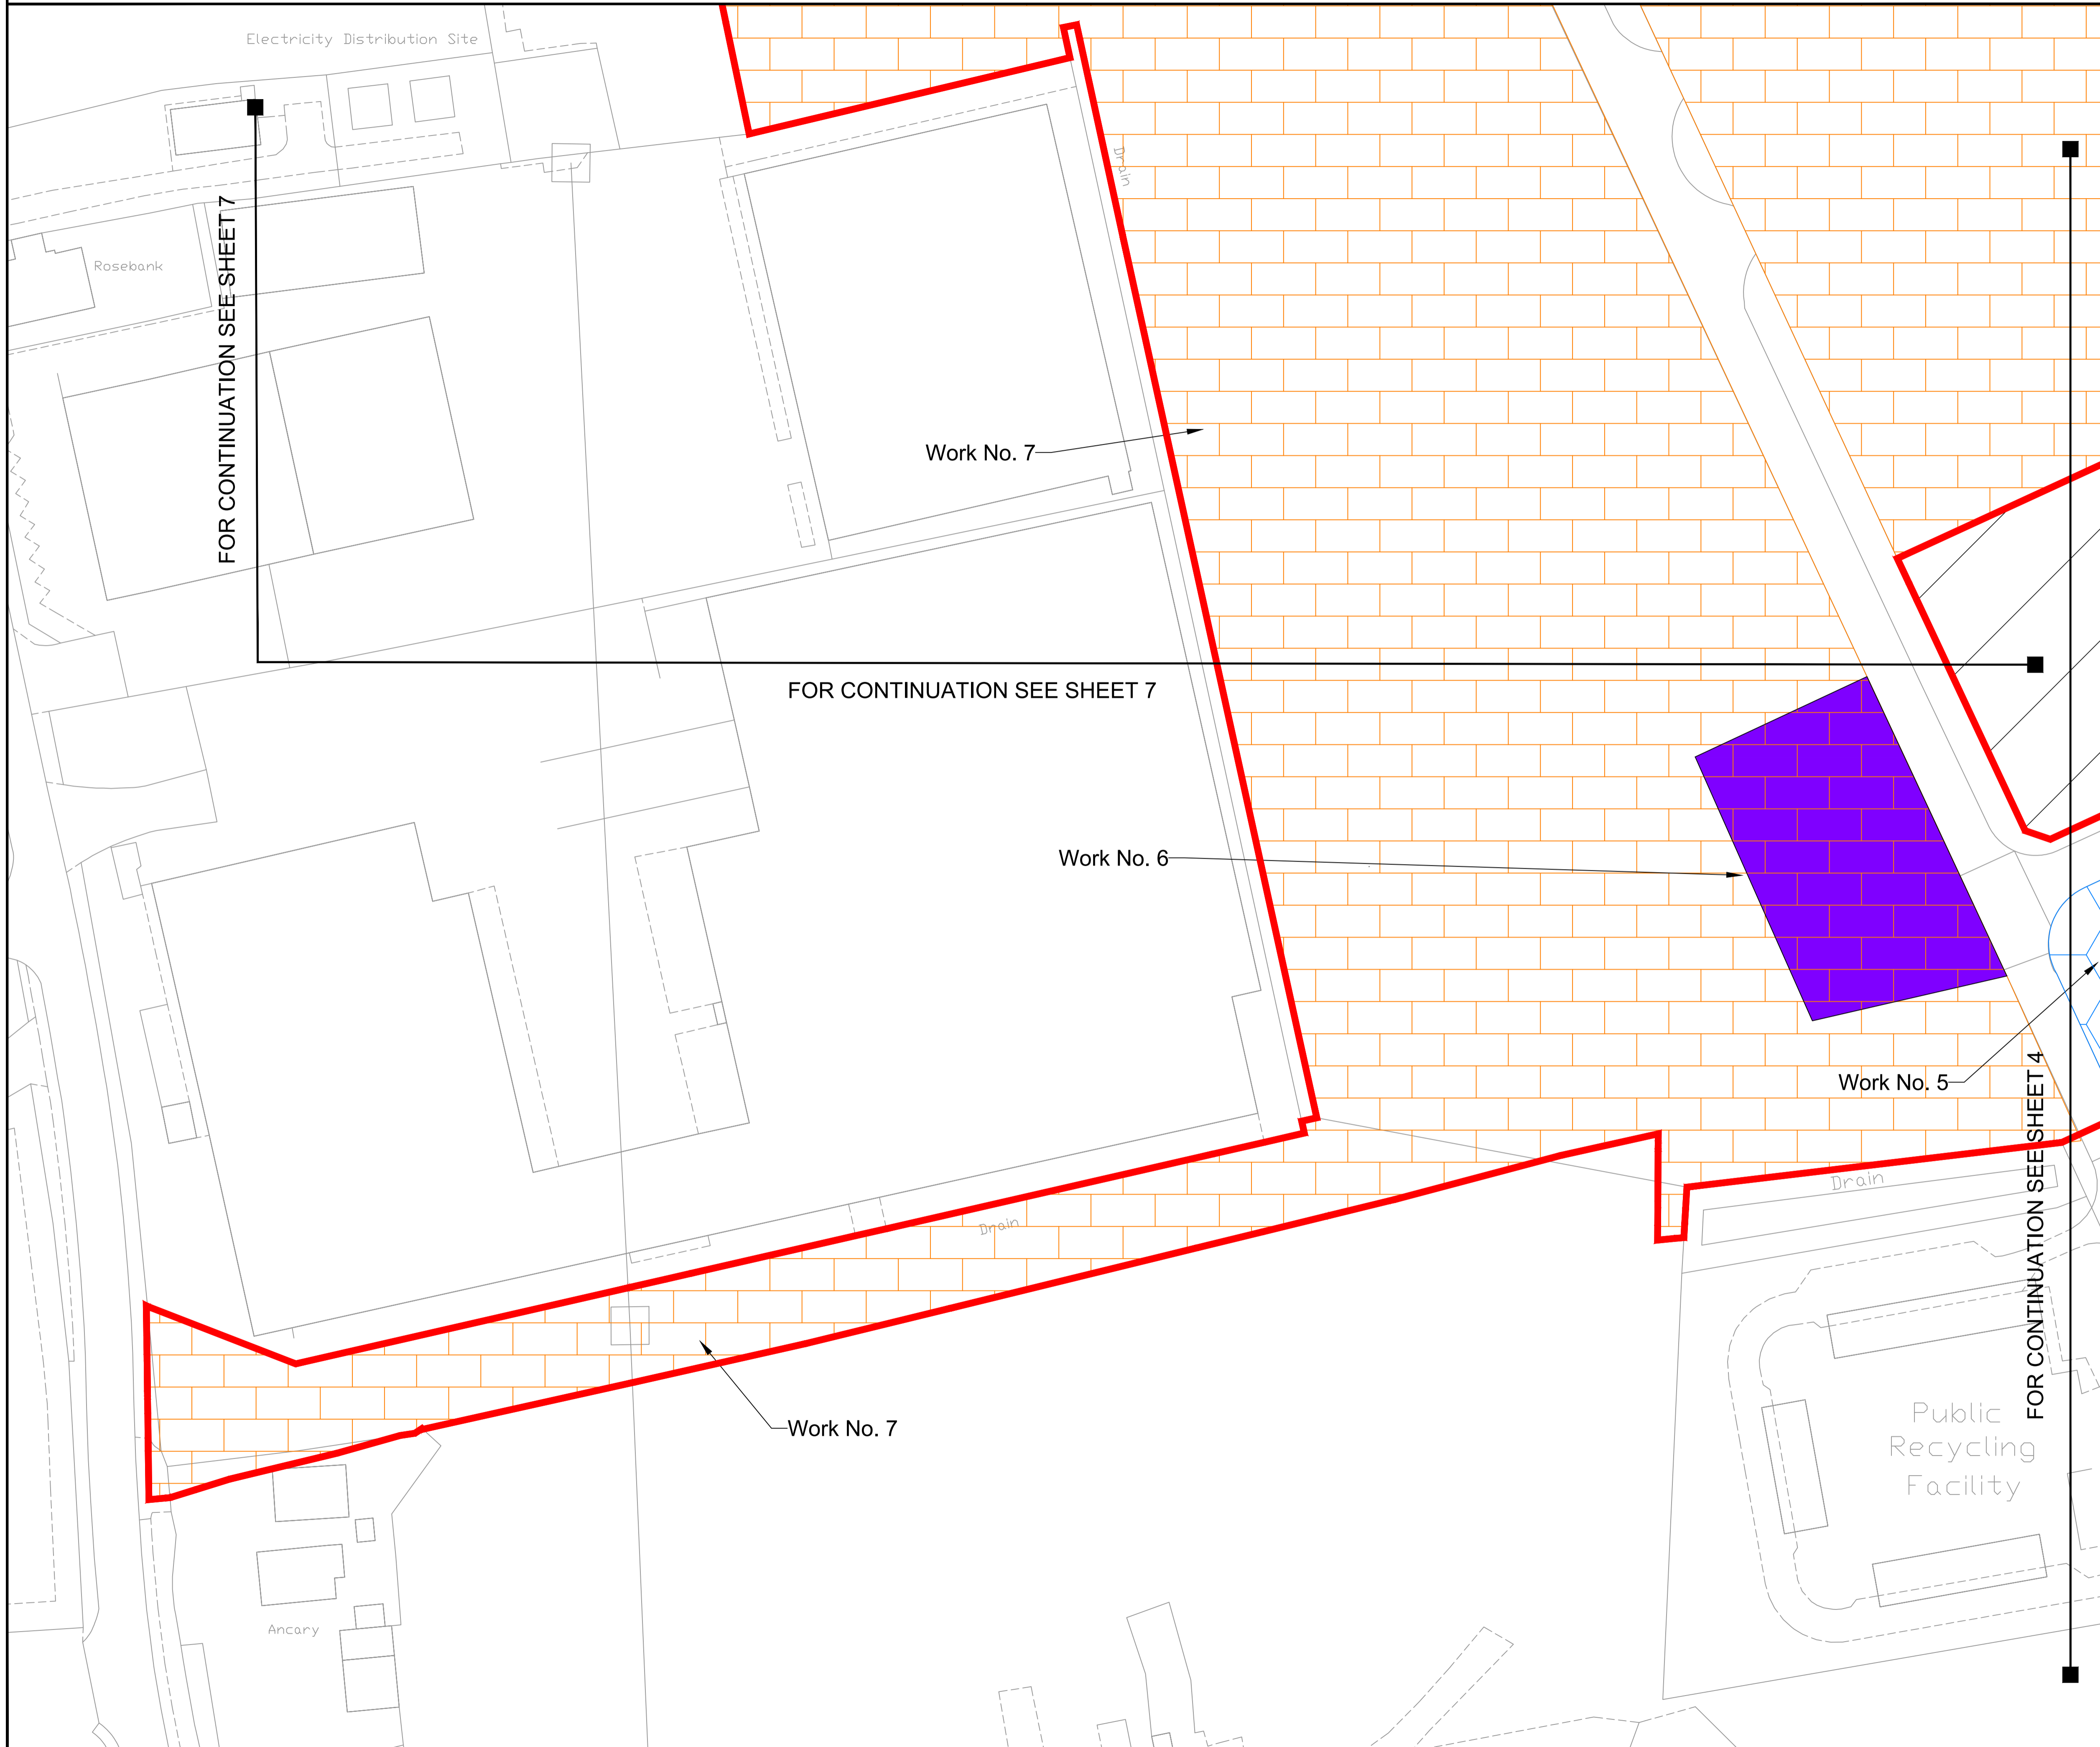 Electricity Distribution Site
Drain
FOR CONTINUATION SEE SHEET 7
Rosebank
Work No. 7
FOR CONTINUATION SEE SHEET 7
Work No. 6
Work No. 5
FOR CONTINUATION SEE SHEET 4
Drain
Drain
Work No. 7
Public
Recycling
Facility
Ancary